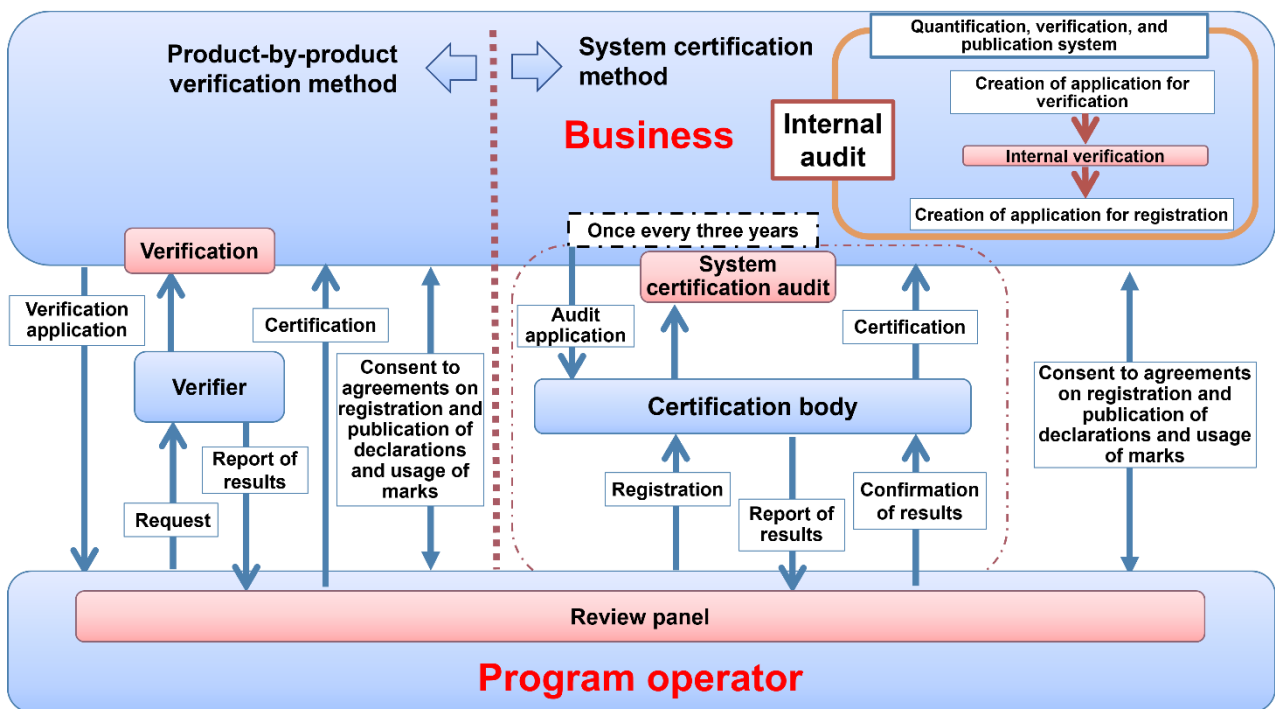 Product-by-product
verification method
System certification
method
Business
Quantification, verification, and
publication system
Creation of application for
verification
Internal verification
Creation of application for registration
Internal
audit
Once every three years
Verification
System
certification audit
Verification
application
Certification
Consent to
agreements on
registration and
publication of
declarations
and usage of
marks
Audit
application
Certification
Consent to agreements
on registration and
publication of
declarations and usage
of marks
Verifier
Certification body
Report of
results
Request
Registration
Report of
results
Confirmation
of results
Review panel
Program operator